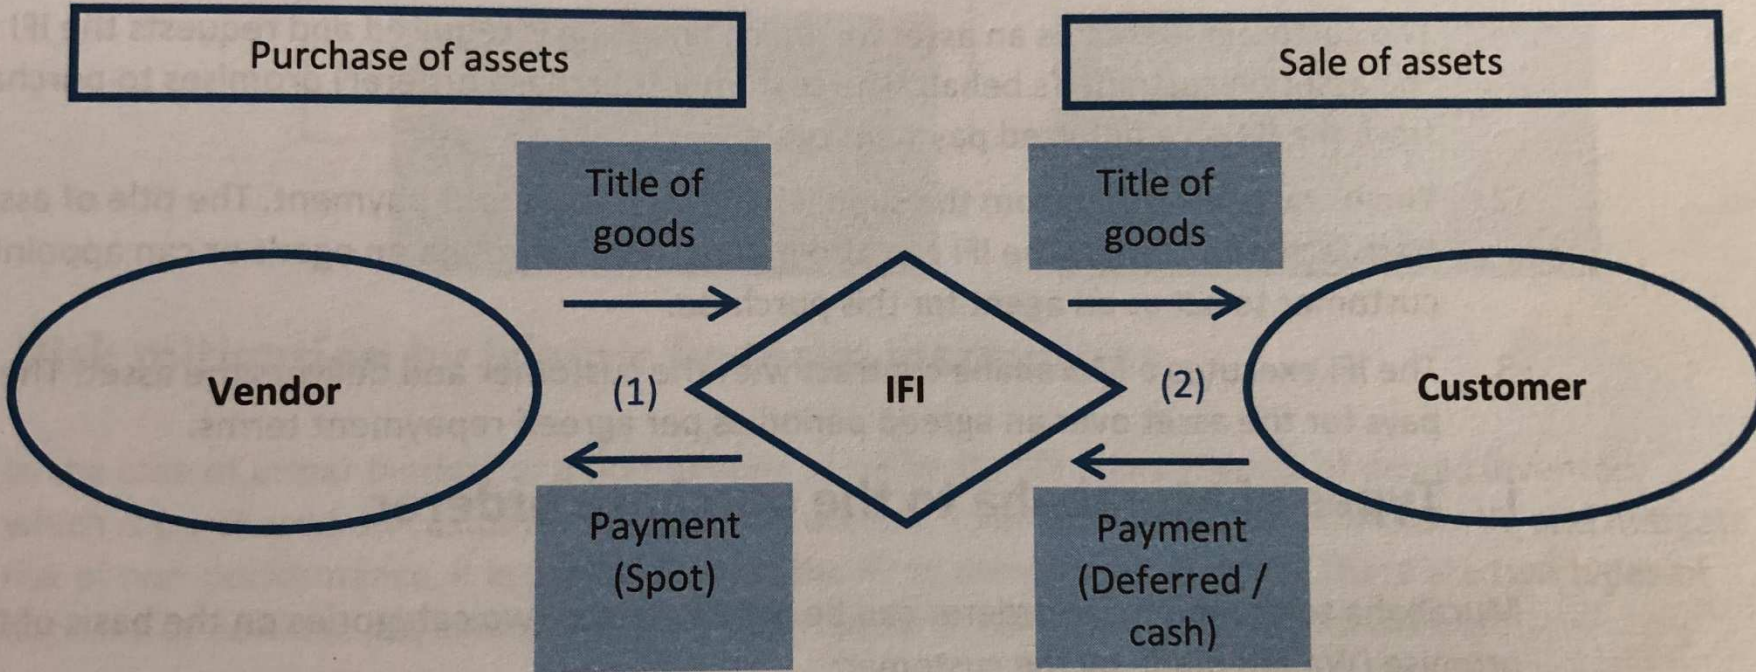 Purchase of assets
Sale of assets
Title of
goods
Title of
goods
Vendor
(1)
IFI
(2)
Customer
Payment
(Spot)
Payment
(Deferred /
cash)